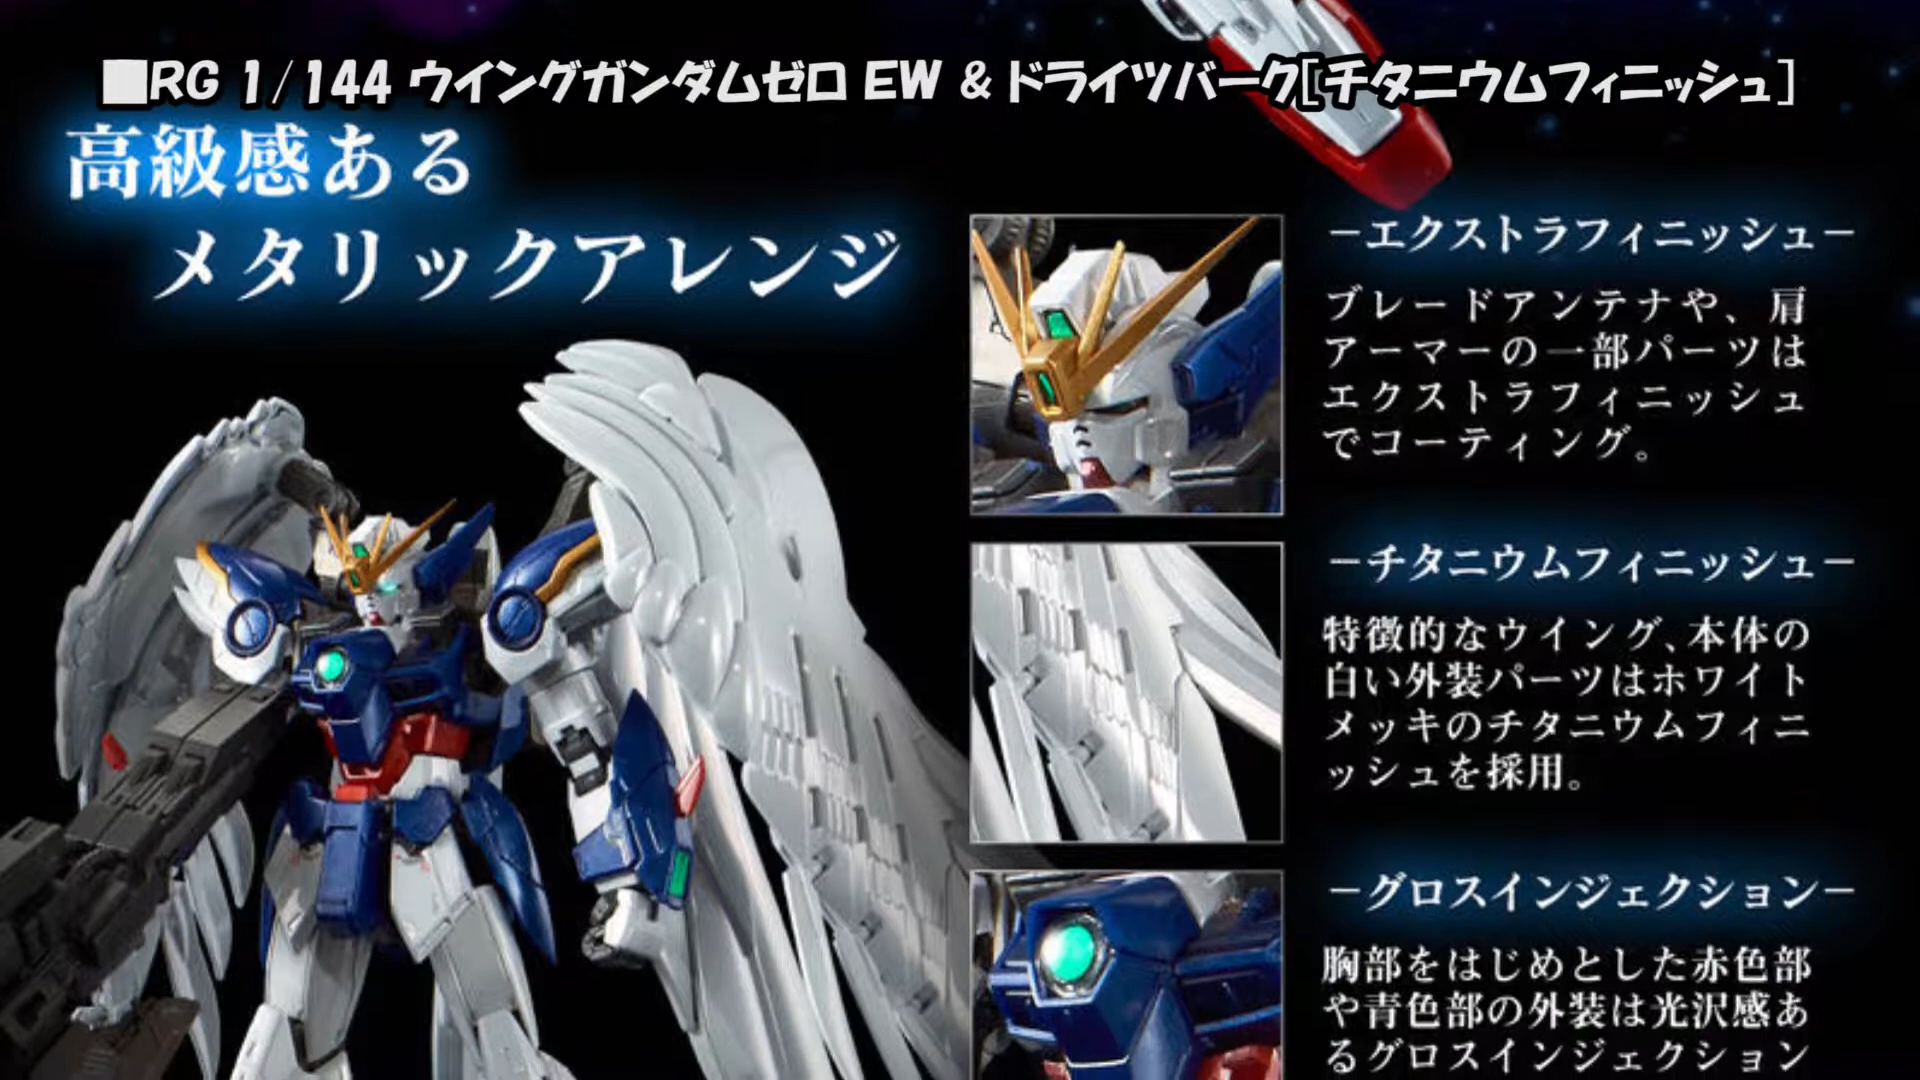 ■RG 1/144 ウイングガンダムゼロ EW & ドライツバーク[チタニウムフィニッシュ]
高級感ある
メタリックアレンジ
－エクストラフィニッシュ－
ブレードアンテナや、肩
アーマーの一部パーツは
エクストラフィニッシュ
でコーティング。
－チタニウムフィニッシュ－
特徴的なウイング、本体の
白い外装パーツはホワイト
メッキのチタニウムフィニ
ッシュを採用。
－グロスインジェクション－
胸部をはじめとした赤色部
や青色部の外装は光沢感あ
るグロスインジェクション